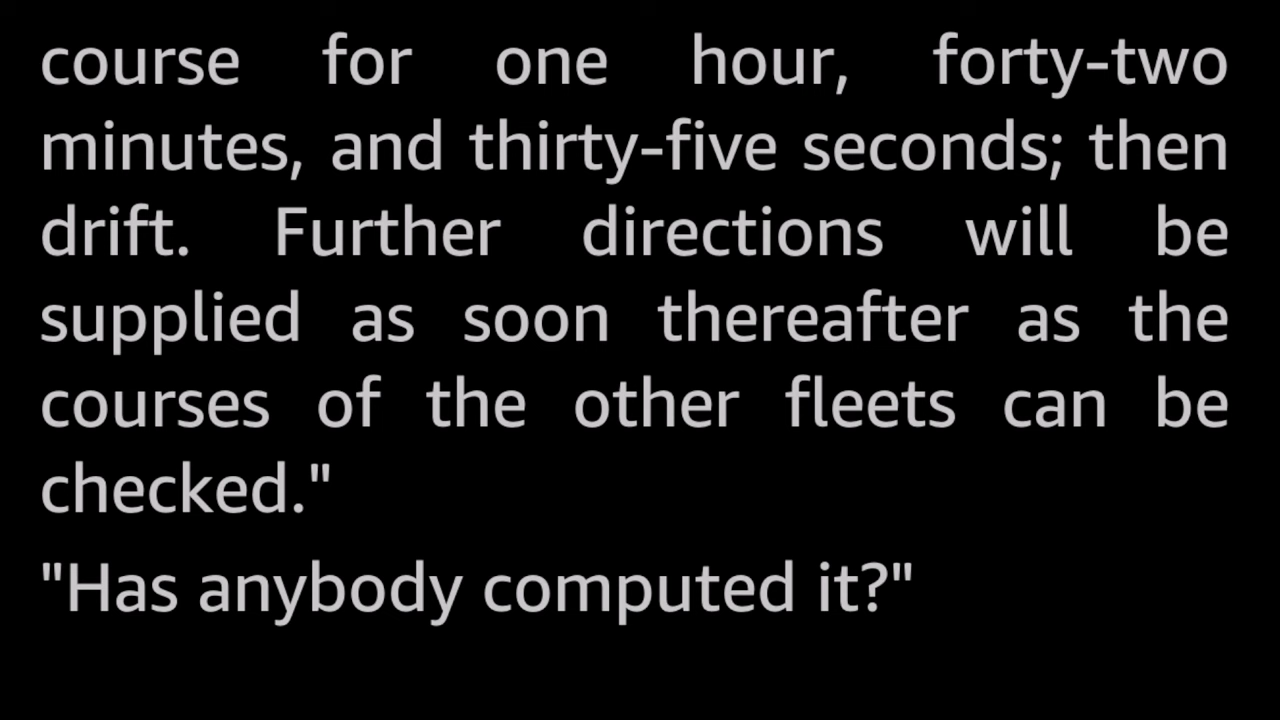 course for one hour, forty-two
minutes, and thirty-five seconds; then
drift. Further directions will be
supplied as soon thereafter as the
courses of the other fleets can be
checked."
"Has anybody computed it?"